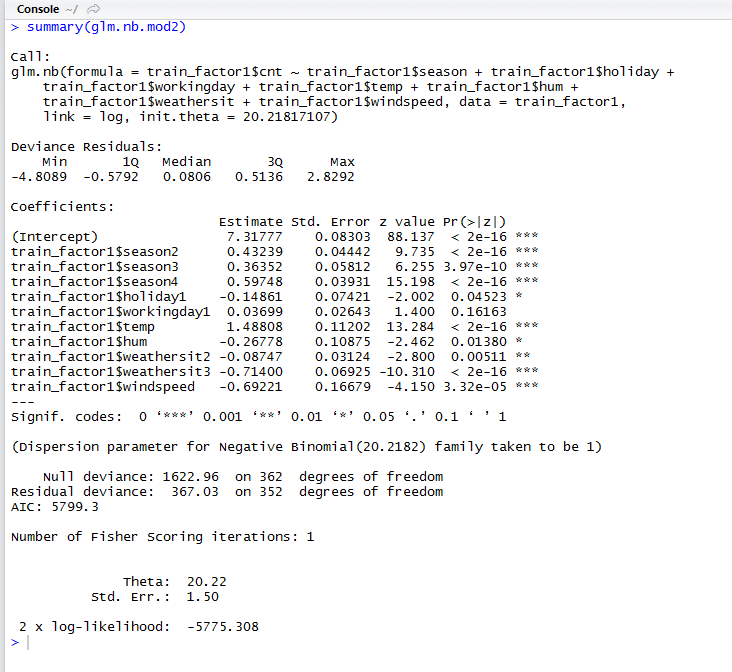 Console ~/
> summary(glm.nb.mod2)
Call:
glm.nb(formula = train_factor1$cnt ~ train_factor1$season + train_factor1$holiday +
    train_factor1$workingday + train_factor1$temp + train_factor1$hum +
    train_factor1$weathersit + train_factor1$windspeed, data = train_factor1,
    link = log, init.theta = 20.21817107)
Deviance Residuals:
    Min       1Q   Median       3Q      Max
-4.8089  -0.5792   0.0806   0.5136   2.8292
Coefficients:
                          Estimate Std. Error z value Pr(>|z|)
(Intercept)                7.31777    0.08303  88.137  < 2e-16 ***
train_factor1$season2      0.43239    0.04442   9.735  < 2e-16 ***
train_factor1$season3      0.36352    0.05812   6.255 3.97e-10 ***
train_factor1$season4      0.59748    0.03931  15.198  < 2e-16 ***
train_factor1$holiday1    -0.14861    0.07421  -2.002  0.04523 *
train_factor1$workingday1  0.03699    0.02643   1.400  0.16163
train_factor1$temp         1.48808    0.11202  13.284  < 2e-16 ***
train_factor1$hum         -0.26778    0.10875  -2.462  0.01380 *
train_factor1$weathersit2 -0.08747    0.03124  -2.800  0.00511 **
train_factor1$weathersit3 -0.71400    0.06925 -10.310  < 2e-16 ***
train_factor1$windspeed   -0.69221    0.16679  -4.150 3.32e-05 ***
---
Signif. codes:  0 ‘***’ 0.001 ‘**’ 0.01 ‘*’ 0.05 ‘.’ 0.1 ‘ ’ 1
(Dispersion parameter for Negative Binomial(20.2182) family taken to be 1)
    Null deviance: 1622.96  on 362  degrees of freedom
Residual deviance:  367.03  on 352  degrees of freedom
AIC: 5799.3
Number of Fisher Scoring iterations: 1
              Theta:  20.22
          Std. Err.:  1.50
 2 x log-likelihood:  -5775.308
>